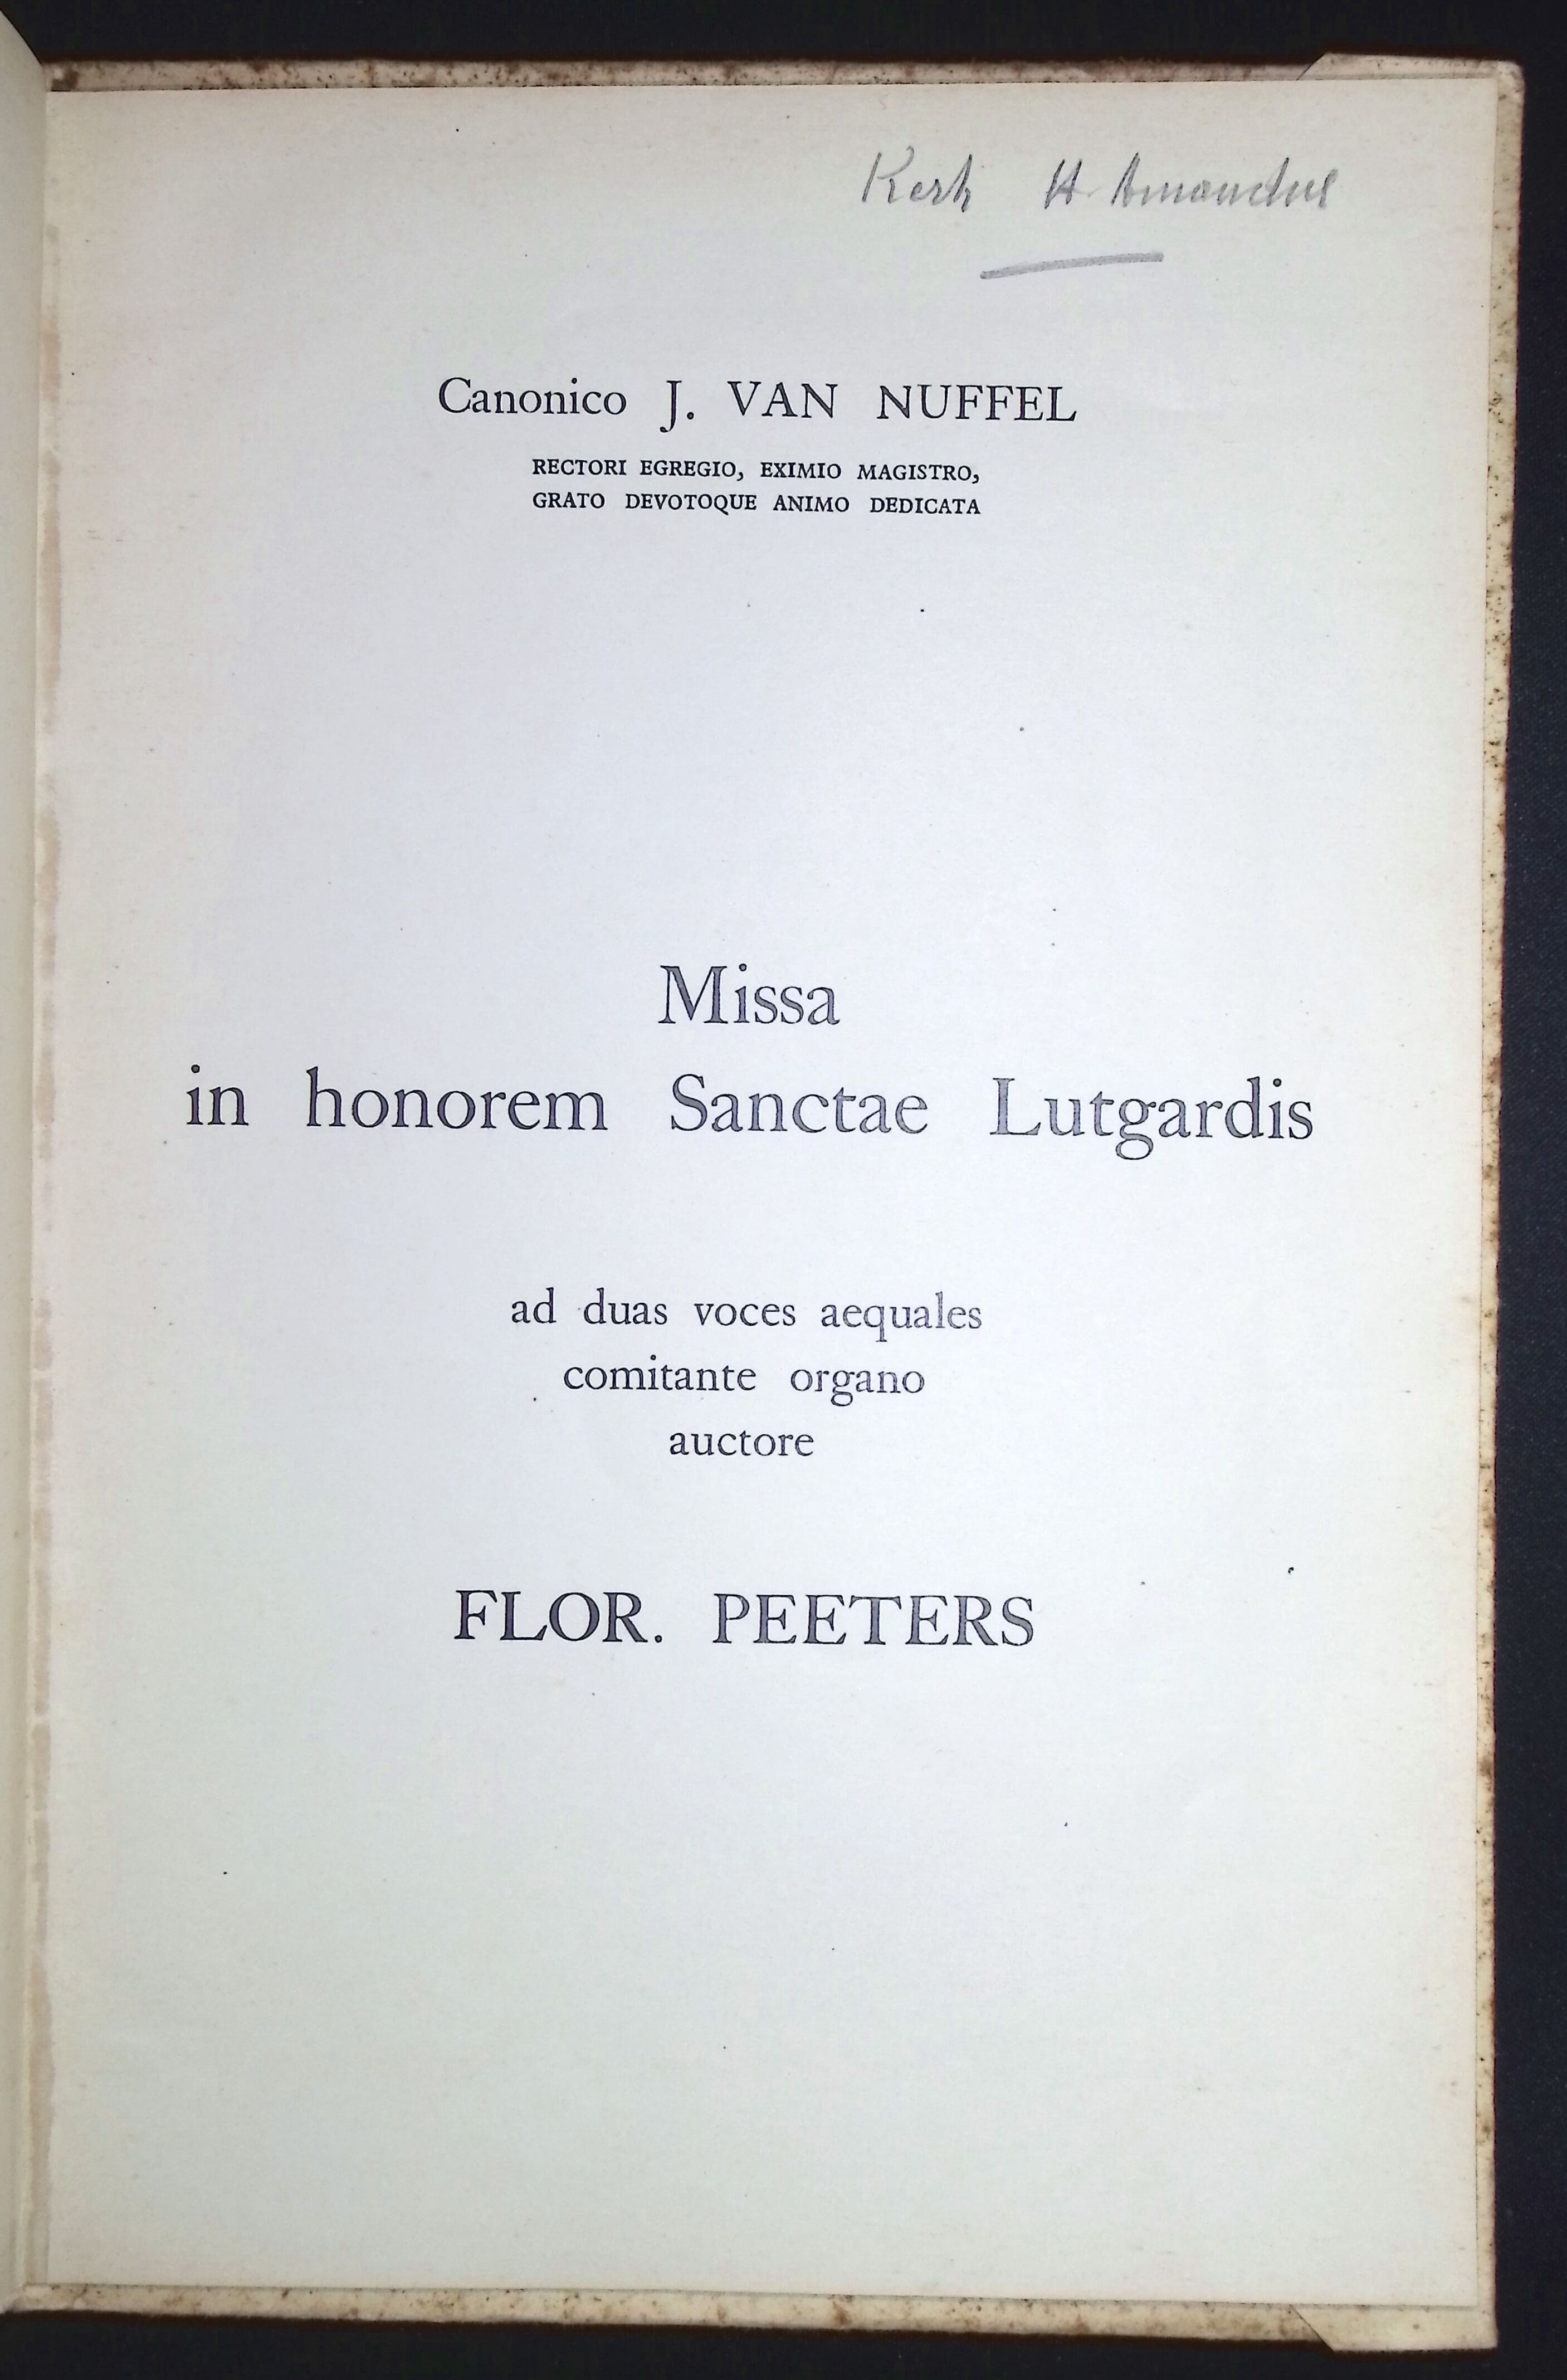 Kerk H. Amandus
Canonico J. VAN NUFFEL
RECTORI EGREGIO, EXIMIO MAGISTRO,
GRATO DEVOTOQUE ANIMO DEDICATA
Missa
in honorem Sanctae Lutgardis
ad duas voces aequales
comitante organo
auctore
FLOR. PEETERS